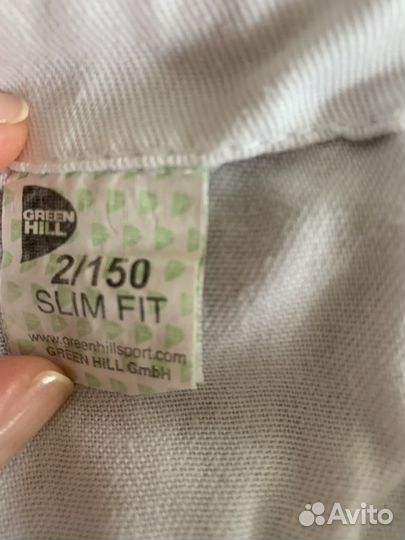 GREEN
HILL
2/150
SLIM FIT
www.greenhillsport.com
GREEN HILL GmbH
Avito